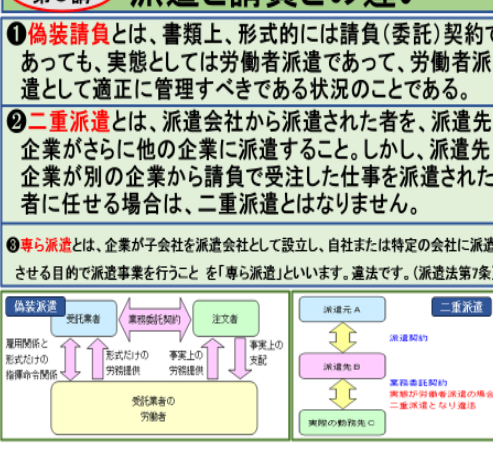 派遣と請負との違い
❶偽装請負とは、書類上、形式的には請負(委託)契約で
あっても、実態としては労働者派遣であって、労働者派
遣として適正に管理すべきである状況のことである。
❷二重派遣とは、派遣会社から派遣された者を、派遣先
企業がさらに他の企業に派遣すること。しかし、派遣先
企業が別の企業から請負で受注した仕事を派遣された
者に任せる場合は、二重派遣とはなりません。
❸専ら派遣とは、企業が子会社を派遣会社として設立し、自社または特定の会社に派遣
させる目的で派遣事業を行うこと を「専ら派遣」といいます。違法です。(派遣法第7条)
偽装派遣
受託業者
業務委託契約
注文者
雇用関係と
形式だけの
指揮命令関係
形式だけの
労務提供
事実上の
労務提供
事実上の
支配
受託業者の
労働者
二重派遣
派遣元A
派遣契約
派遣先B
業務委託契約
実態が労働者派遣の場合
二重派遣となり違法
実際の勤務先C